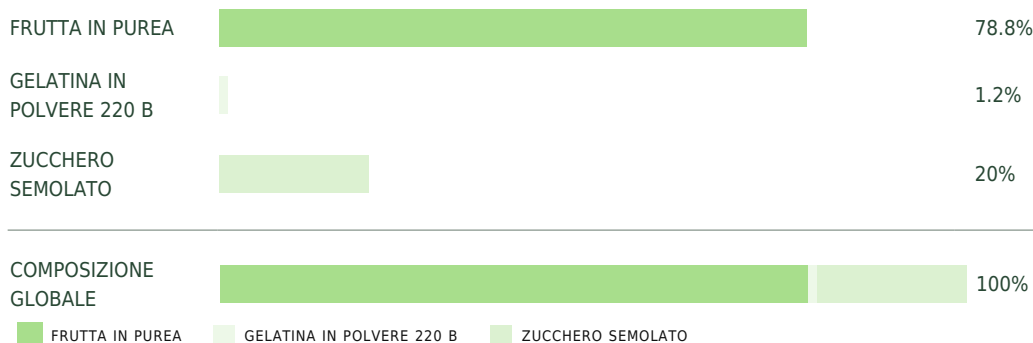 FRUTTA IN PUREA 78.8%
GELATINA IN
POLVERE 220 B 1.2%
ZUCCHERO
SEMOLATO 20%
COMPOSIZIONE
GLOBALE 100%
FRUTTA IN PUREA GELATINA IN POLVERE 220 B ZUCCHERO SEMOLATO